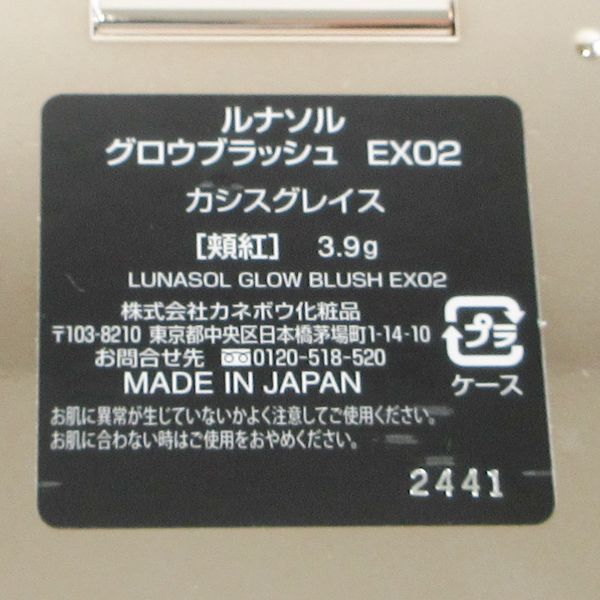 ルナソル
グロウブラッシュ EX02
カシスグレイス
［頬紅］ 3.9g
LUNASOL GLOW BLUSH EX02
株式会社カネボウ化粧品
〒103-8210 東京都中央区日本橋茅場町1-14-10
お問合せ先 0120-518-520
MADE IN JAPAN
プラ
ケース
お肌に異常が生じていないかよく注意してご使用ください。
お肌に合わない時はご使用をおやめください。
2441